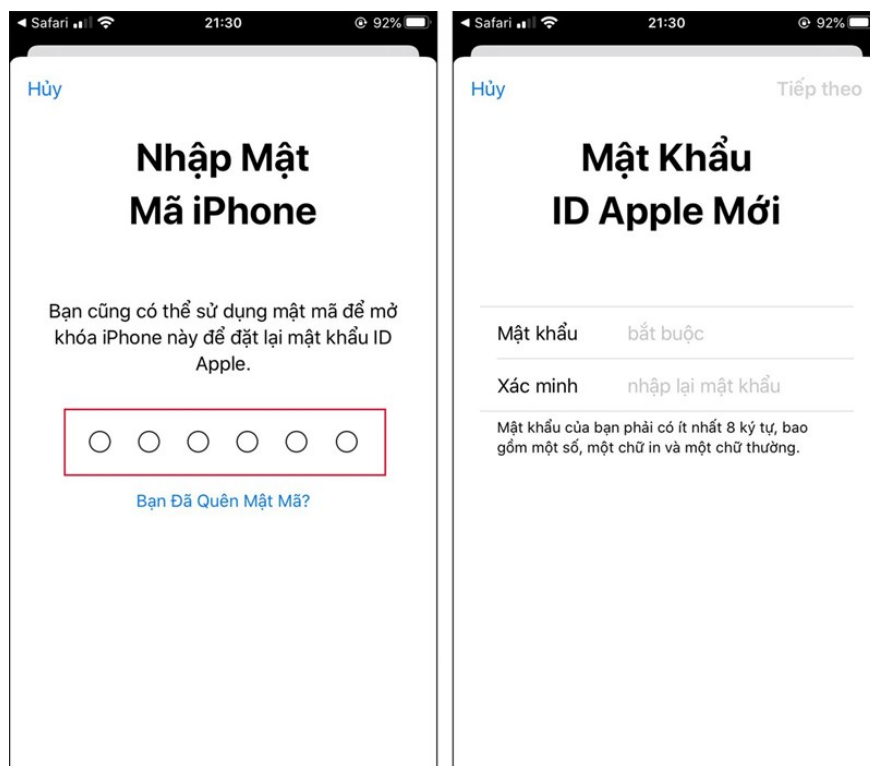 Safari
21:30
92%
Hủy
Nhập Mật
Mã iPhone
Bạn cũng có thể sử dụng mật mã để mở
khóa iPhone này để đặt lại mật khẩu ID
Apple.
Bạn Đã Quên Mật Mã?
Safari
21:30
92%
Hủy
Tiếp theo
Mật Khẩu
ID Apple Mới
Mật khẩu bắt buộc
Xác minh nhập lại mật khẩu
Mật khẩu của bạn phải có ít nhất 8 ký tự, bao
gồm một số, một chữ in và một chữ thường.